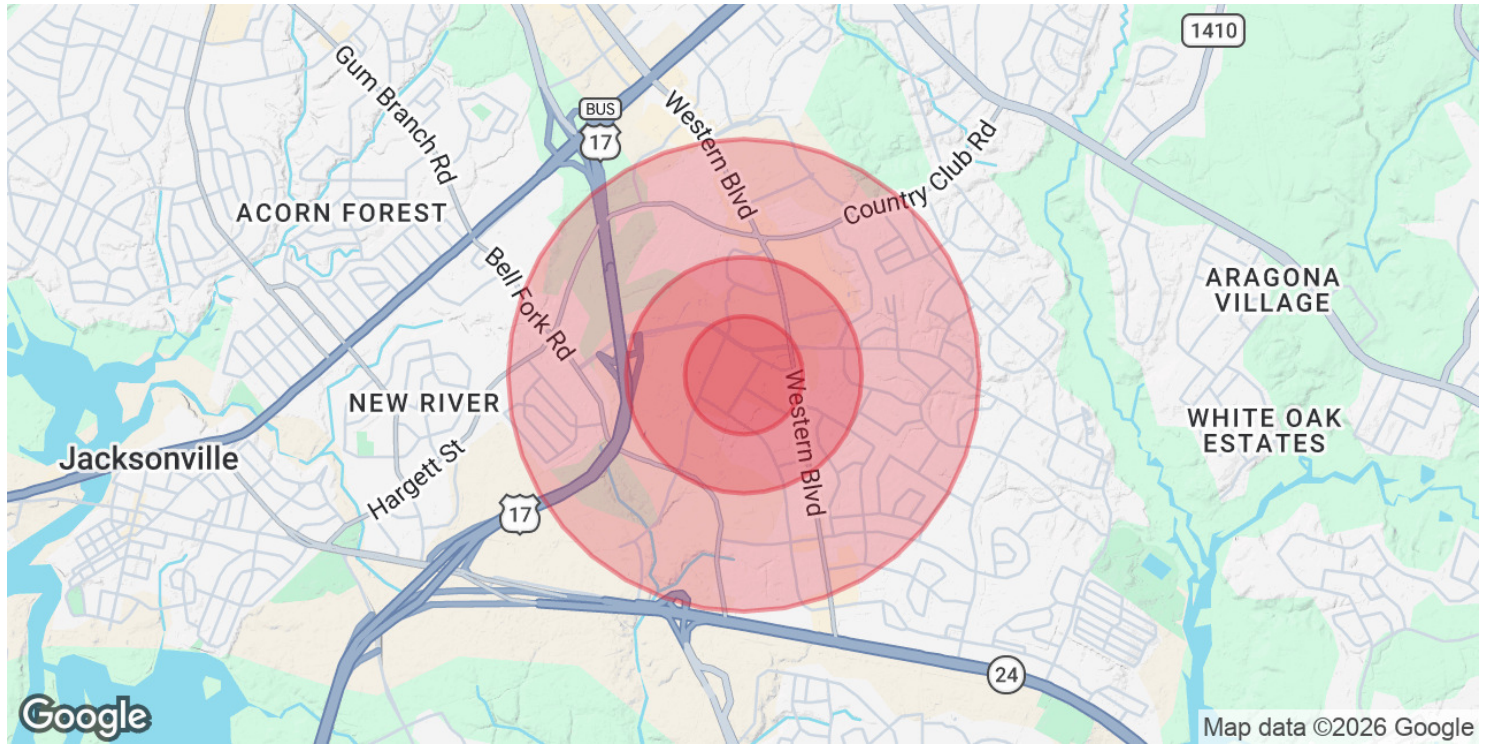 1410
Gum Branch Rd
BUS
17
Western Blvd
Country Club Rd
ACORN FOREST
Bell Fork Rd
ARAGONA
VILLAGE
NEW RIVER
Western Blvd
WHITE OAK
ESTATES
Jacksonville
Hargett St
17
24
Google
Map data ©2026 Google